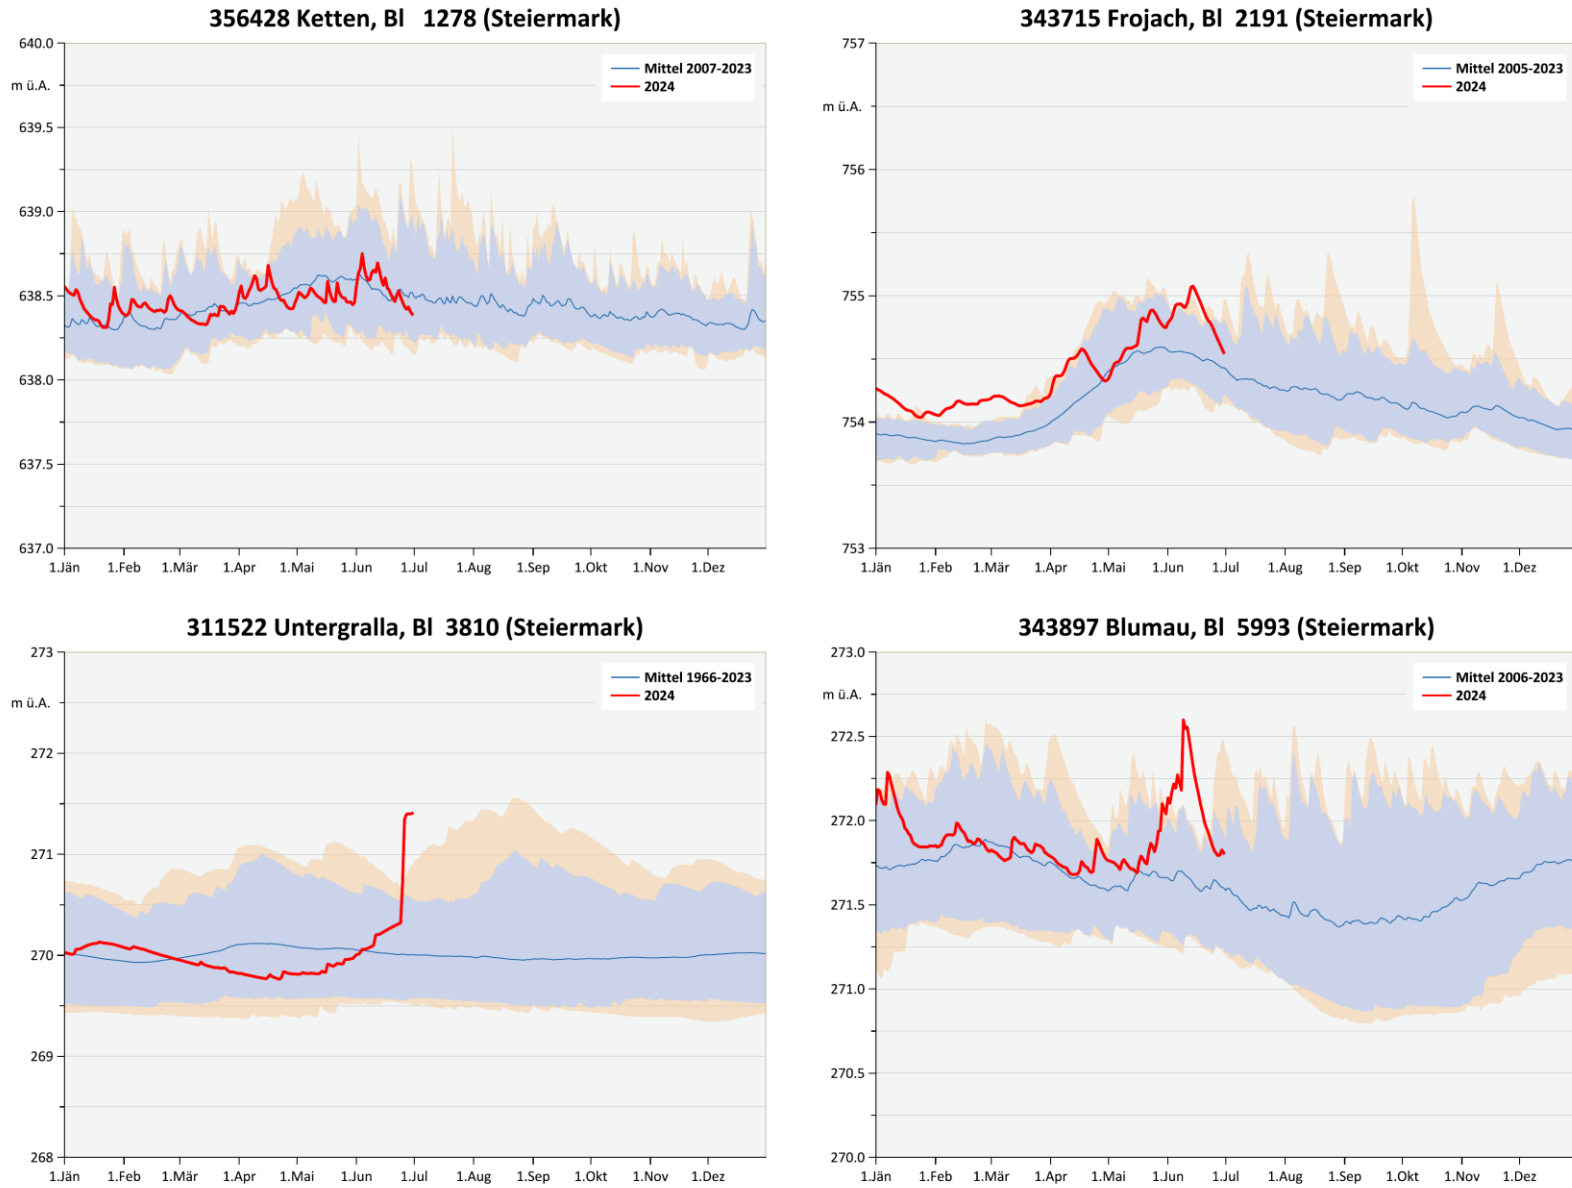 356428 Ketten, Bl 1278 (Steiermark)
640.0
m ü.A.
639.5
639.0
638.5
638.0
637.5
637.0
Mittel 2007-2023
2024
1.Jän 1.Feb 1.Mär 1.Apr 1.Mai 1.Jun 1.Jul 1.Aug 1.Sep 1.Okt 1.Nov 1.Dez
343715 Frojach, Bl 2191 (Steiermark)
757
m ü.A.
756
755
754
753
Mittel 2005-2023
2024
1.Jän 1.Feb 1.Mär 1.Apr 1.Mai 1.Jun 1.Jul 1.Aug 1.Sep 1.Okt 1.Nov 1.Dez
311522 Untergralla, Bl 3810 (Steiermark)
273
m ü.A.
272
271
270
269
268
Mittel 1966-2023
2024
1.Jän 1.Feb 1.Mär 1.Apr 1.Mai 1.Jun 1.Jul 1.Aug 1.Sep 1.Okt 1.Nov 1.Dez
343897 Blumau, Bl 5993 (Steiermark)
273.0
m ü.A.
272.5
272.0
271.5
271.0
270.5
270.0
Mittel 2006-2023
2024
1.Jän 1.Feb 1.Mär 1.Apr 1.Mai 1.Jun 1.Jul 1.Aug 1.Sep 1.Okt 1.Nov 1.Dez